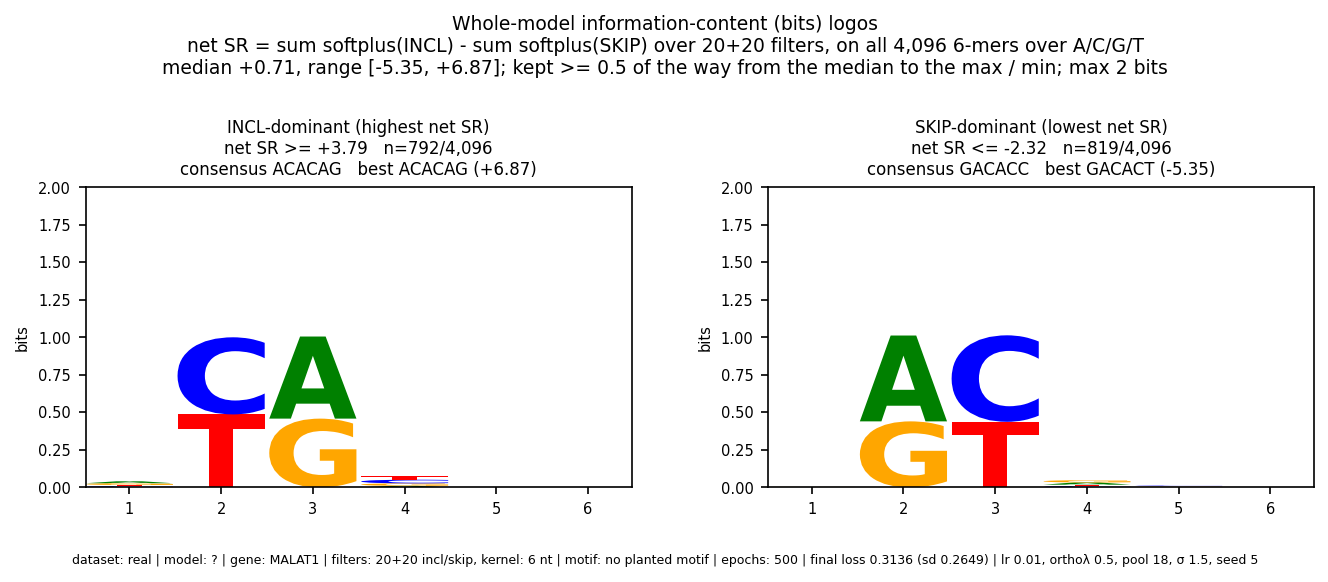 Whole-model information-content (bits) logos
net SR = sum softplus(INCL) - sum softplus(SKIP) over 20+20 filters, on all 4,096 6-mers over A/C/G/T
median +0.71, range [-5.35, +6.87]; kept >= 0.5 of the way from the median to the max / min; max 2 bits
INCL-dominant (highest net SR)
net SR >= +3.79   n=792/4,096
consensus ACACAG   best ACACAG (+6.87)
2.00
1.75
1.50
1.25
1.00
0.75
0.50
0.25
0.00
bits
C A
T G
1 2 3 4 5 6
SKIP-dominant (lowest net SR)
net SR <= -2.32   n=819/4,096
consensus GACACC   best GACACT (-5.35)
2.00
1.75
1.50
1.25
1.00
0.75
0.50
0.25
0.00
bits
A C
G T
1 2 3 4 5 6
dataset: real | model: ? | gene: MALAT1 | filters: 20+20 incl/skip, kernel: 6 nt | motif: no planted motif | epochs: 500 | final loss 0.3136 (sd 0.2649) | lr 0.01, orthoλ 0.5, pool 18, σ 1.5, seed 5